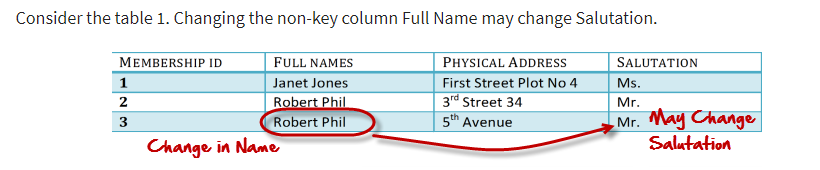 Consider the table 1. Changing the non-key column Full Name may change Salutation.
MEMBERSHIP ID FULL NAMES PHYSICAL ADDRESS SALUTATION
1 Janet Jones First Street Plot No 4 Ms.
2 Robert Phil 3rd Street 34 Mr.
3 Robert Phil 5th Avenue Mr. May Change
Change in Name Salutation